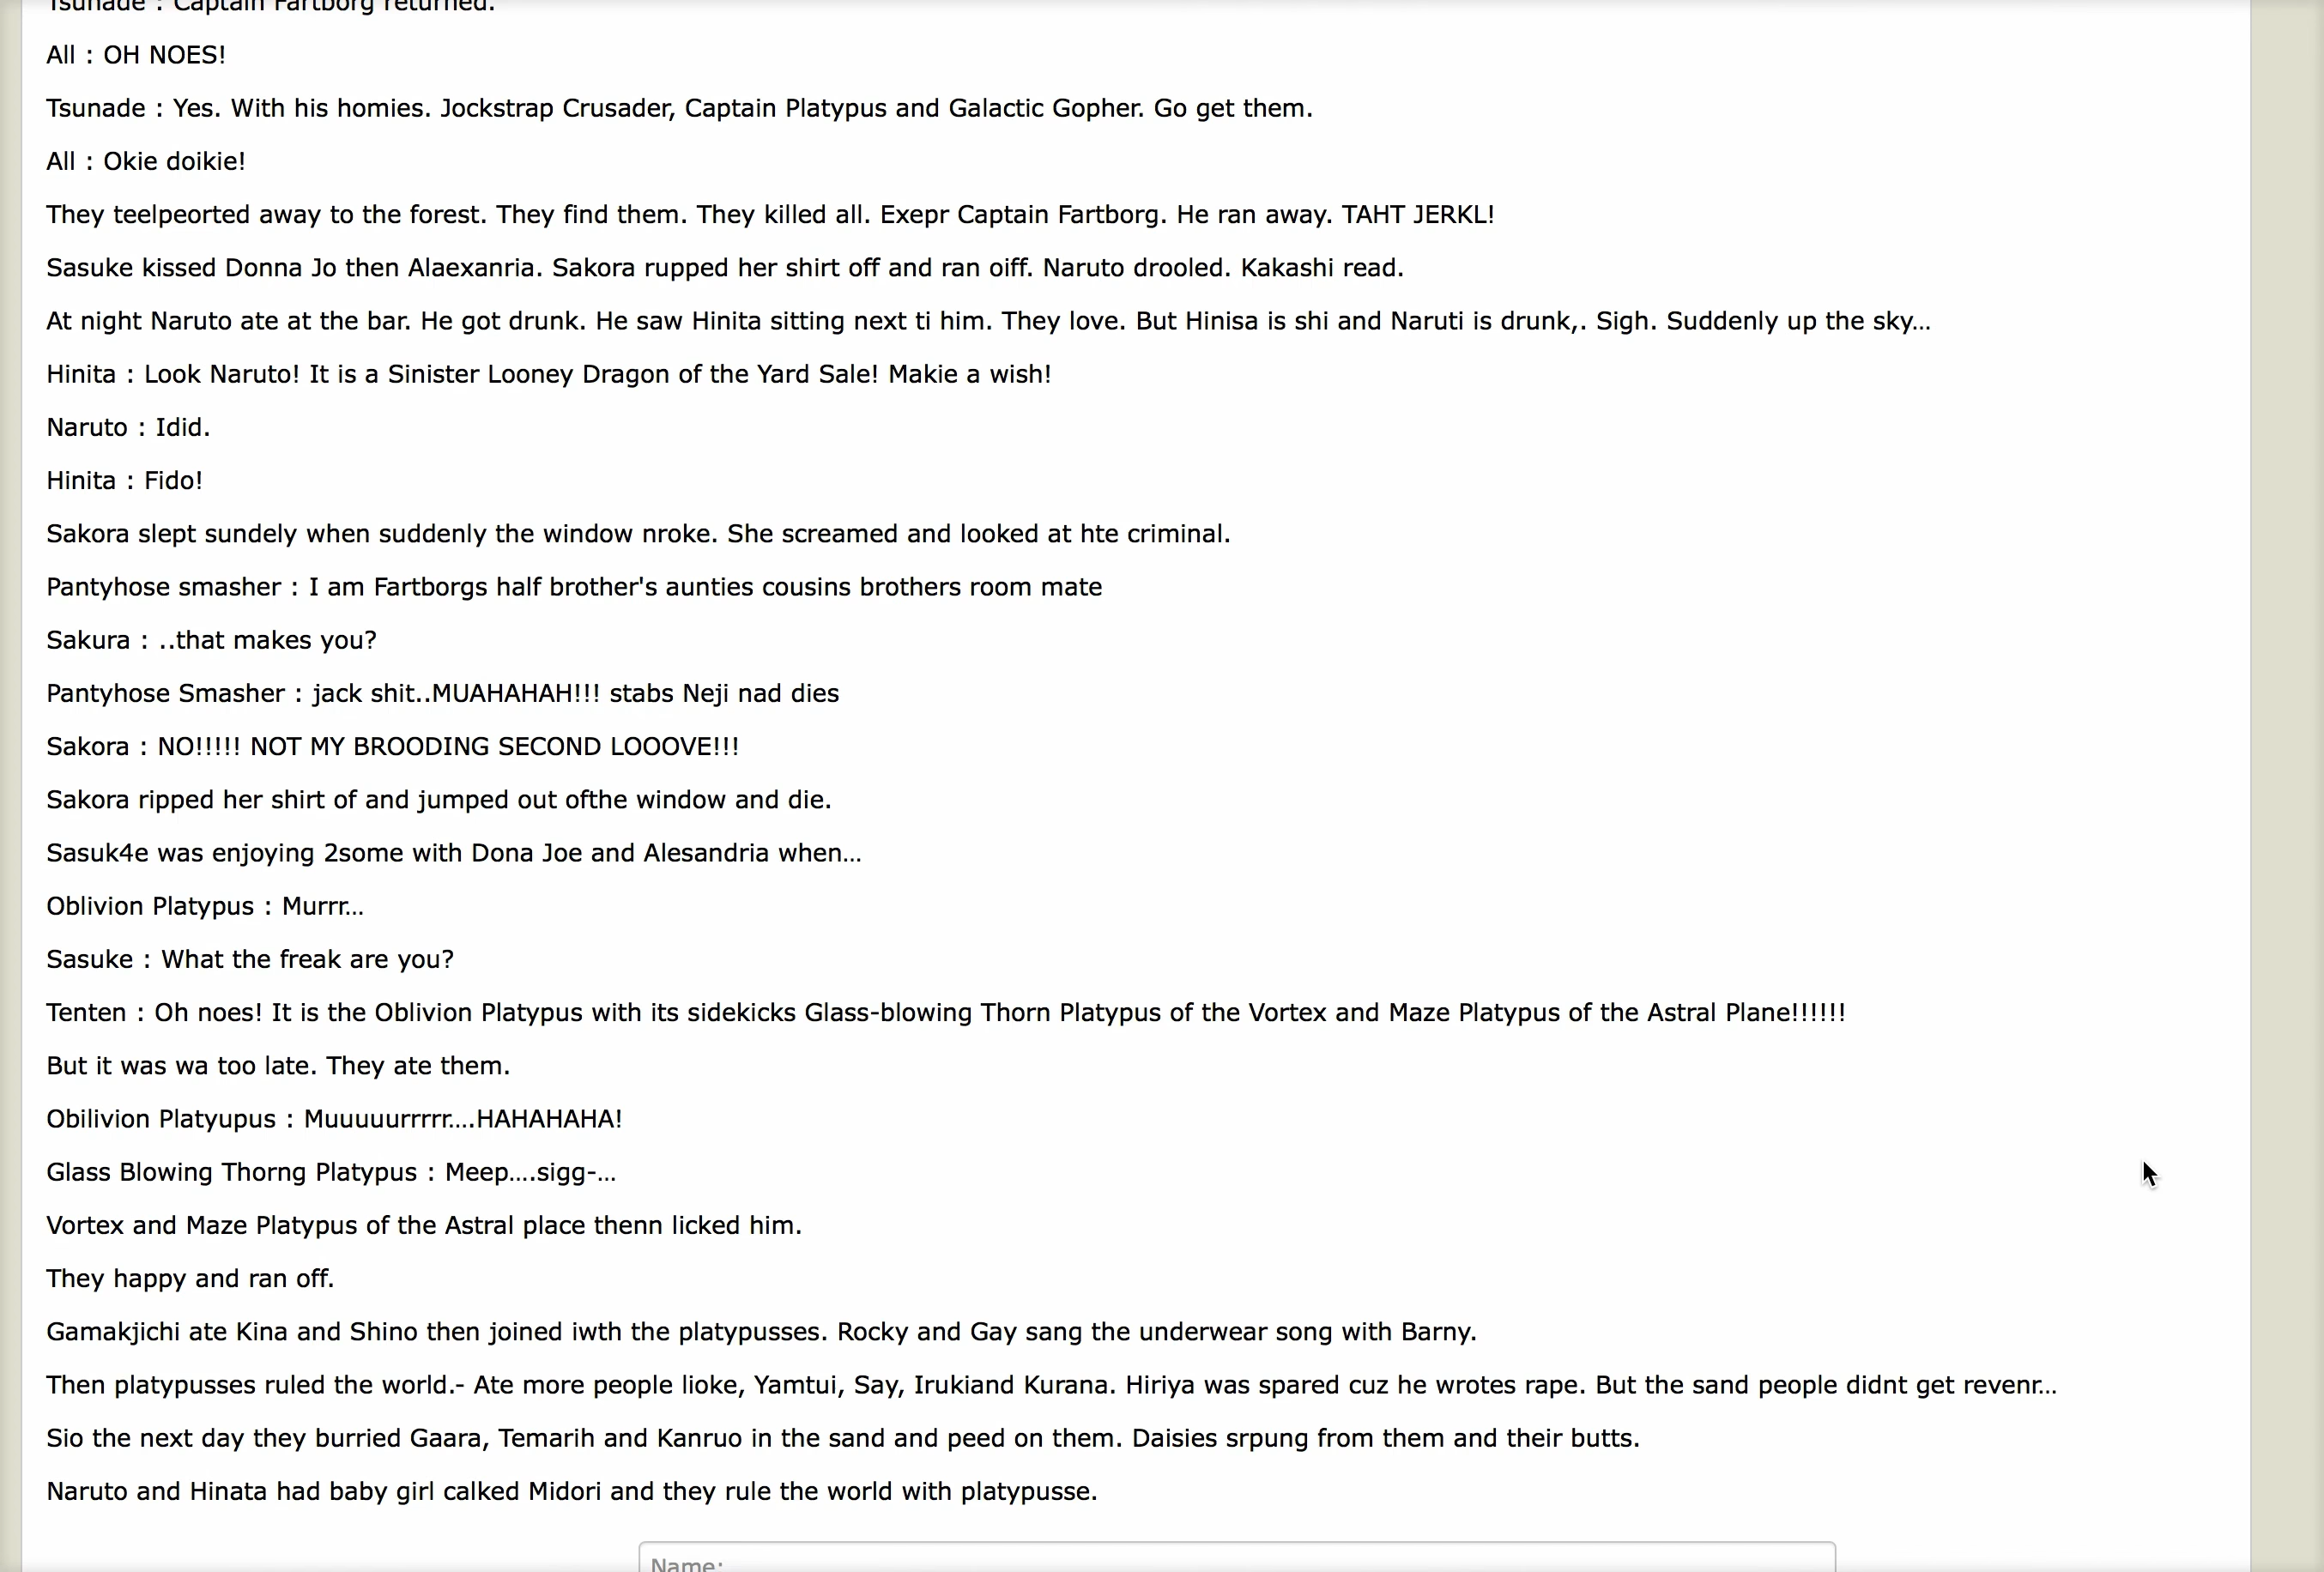 Tsunade : Captain Fartborg returned.
All : OH NOES!
Tsunade : Yes. With his homies. Jockstrap Crusader, Captain Platypus and Galactic Gopher. Go get them.
All : Okie doikie!
They teelpeorted away to the forest. They find them. They killed all. Exepr Captain Fartborg. He ran away. TAHT JERKL!
Sasuke kissed Donna Jo then Alaexanria. Sakora rupped her shirt off and ran oiff. Naruto drooled. Kakashi read.
At night Naruto ate at the bar. He got drunk. He saw Hinita sitting next ti him. They love. But Hinisa is shi and Naruti is drunk,. Sigh. Suddenly up the sky...
Hinita : Look Naruto! It is a Sinister Looney Dragon of the Yard Sale! Makie a wish!
Naruto : Idid.
Hinita : Fido!
Sakora slept sundely when suddenly the window nroke. She screamed and looked at hte criminal.
Pantyhose smasher : I am Fartborgs half brother's aunties cousins brothers room mate
Sakura : ..that makes you?
Pantyhose Smasher : jack shit..MUAHAHAH!!! stabs Neji nad dies
Sakora : NO!!!!! NOT MY BROODING SECOND LOOOVE!!!
Sakora ripped her shirt of and jumped out ofthe window and die.
Sasuk4e was enjoying 2some with Dona Joe and Alesandria when...
Oblivion Platypus : Murrr...
Sasuke : What the freak are you?
Tenten : Oh noes! It is the Oblivion Platypus with its sidekicks Glass-blowing Thorn Platypus of the Vortex and Maze Platypus of the Astral Plane!!!!!!
But it was wa too late. They ate them.
Obilivion Platyupus : Muuuuurrrrr....HAHAHAHA!
Glass Blowing Thorng Platypus : Meep....sigg-...
Vortex and Maze Platypus of the Astral place thenn licked him.
They happy and ran off.
Gamakjichi ate Kina and Shino then joined iwth the platypusses. Rocky and Gay sang the underwear song with Barny.
Then platypusses ruled the world.- Ate more people lioke, Yamtui, Say, Irukiand Kurana. Hiriya was spared cuz he wrotes rape. But the sand people didnt get revenr...
Sio the next day they burried Gaara, Temarih and Kanruo in the sand and peed on them. Daisies srpung from them and their butts.
Naruto and Hinata had baby girl calked Midori and they rule the world with platypusse.
Name: